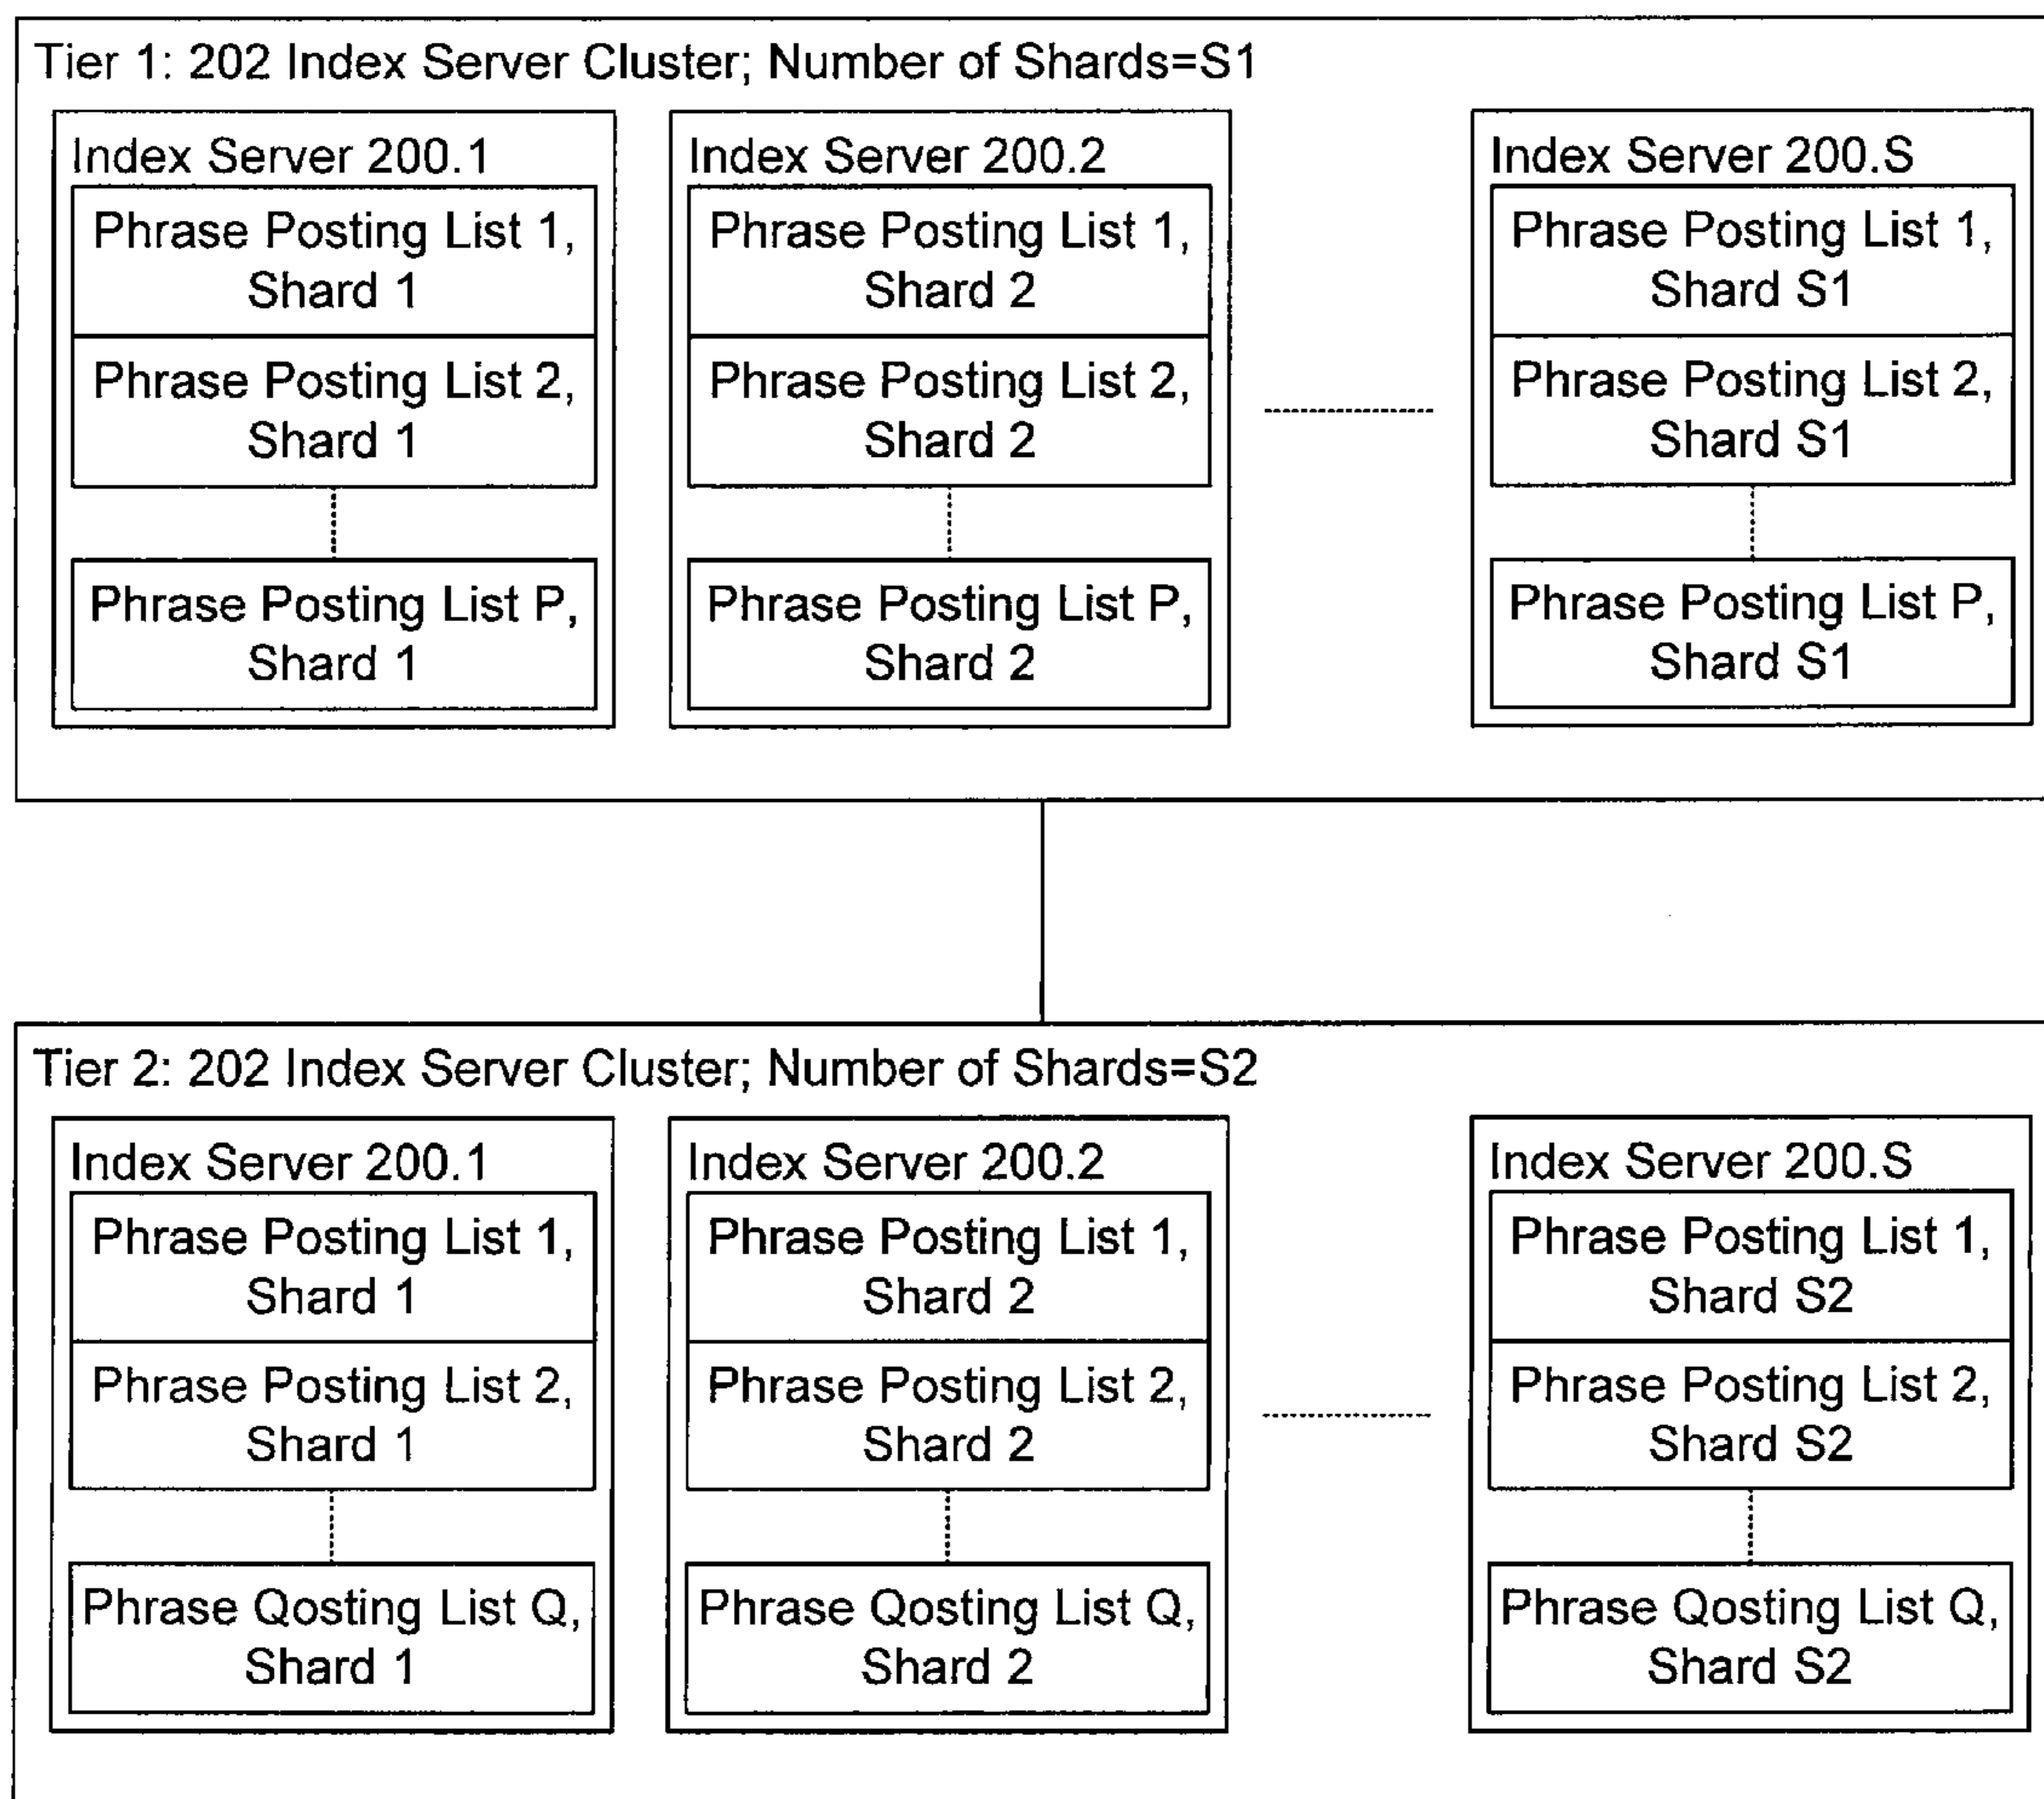 Tier 1: 202 Index Server Cluster; Number of Shards=S1
Index Server 200.1
Phrase Posting List 1,
Shard 1
Phrase Posting List 2,
Shard 1
Phrase Posting List P,
Shard 1
Index Server 200.2
Phrase Posting List 1,
Shard 2
Phrase Posting List 2,
Shard 2
Phrase Posting List P,
Shard 2
Index Server 200.S
Phrase Posting List 1,
Shard S1
Phrase Posting List 2,
Shard S1
Phrase Posting List P,
Shard S1
Tier 2: 202 Index Server Cluster; Number of Shards=S2
Index Server 200.1
Phrase Posting List 1,
Shard 1
Phrase Posting List 2,
Shard 1
Phrase Qosting List Q,
Shard 1
Index Server 200.2
Phrase Posting List 1,
Shard 2
Phrase Posting List 2,
Shard 2
Phrase Qosting List Q,
Shard 2
Index Server 200.S
Phrase Posting List 1,
Shard S2
Phrase Posting List 2,
Shard S2
Phrase Qosting List Q,
Shard S2